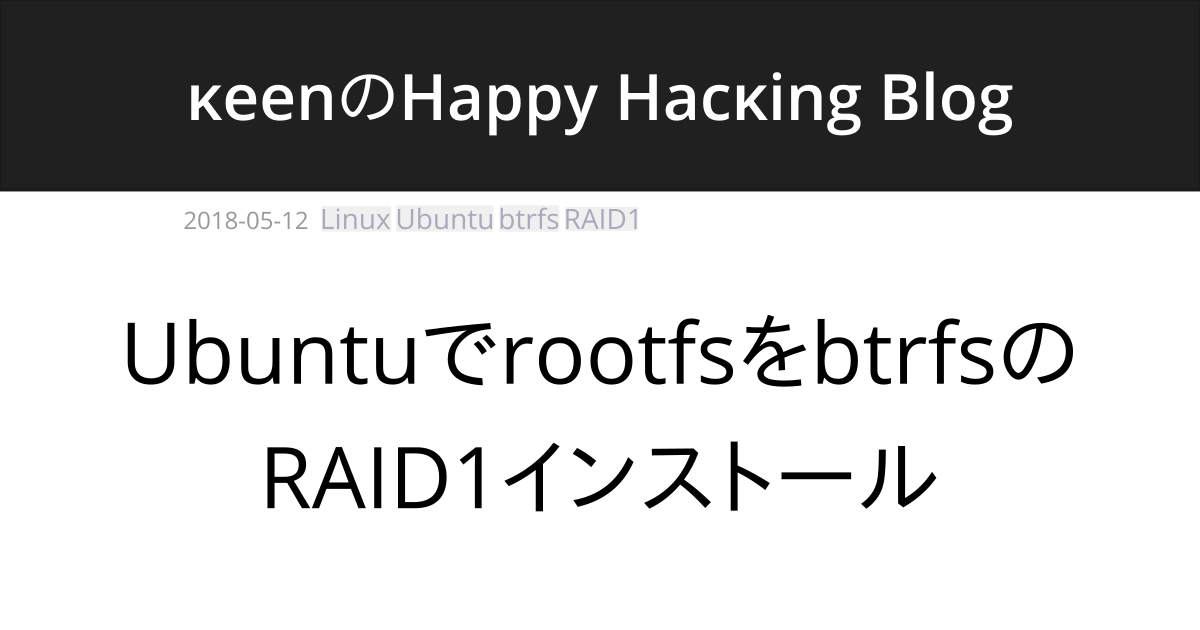 κeenのHappy Hacκing Blog
2018-05-12 Linux Ubuntu btrfs RAID1
Ubuntuでrootfsをbtrfsの
RAID1インストール